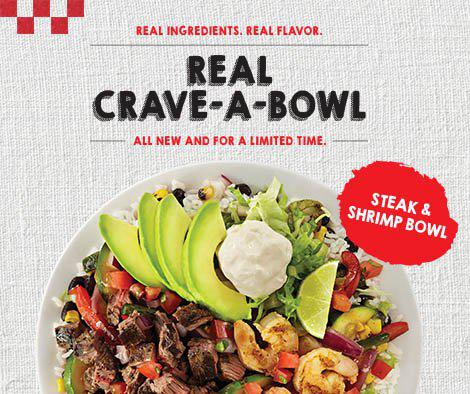 REAL INGREDIENTS. REAL FLAVOR.
REAL
CRAVE-A-BOWL
ALL NEW AND FOR A LIMITED TIME.
STEAK &
SHRIMP BOWL